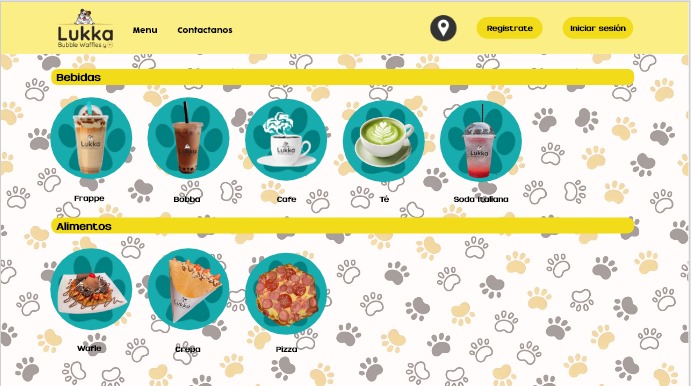 Lukka
Bubble Waffles y
Menu
Contactanos
Registrate
Iniciar sesión
Bebidas
Lukka
Lukka
Lukka
Frappe
Bobba
Cafe
Té
Soda Italiana
Alimentos
Lukka
Wafle
Crepa
Pizza